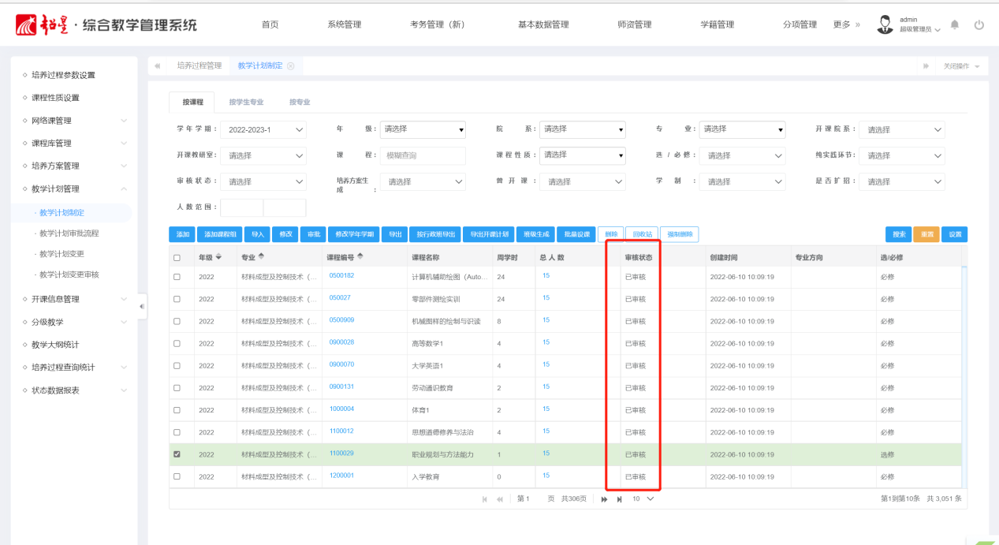 ·综合教学管理系统 首页 系统管理 考务管理（新） 基本数据管理 师资管理 学籍管理 分项管理 更多 » admin
超级管理员
培养过程管理 教学计划制定 关闭操作
培养过程参数设置
课程性质设置
网络课管理
课程库管理
培养方案管理
教学计划管理
· 教学计划制定
· 教学计划审批流程
· 教学计划变更
· 教学计划变更审核
开课信息管理
分级教学
教学大纲统计
培养过程查询统计
状态数据报表
按课程 按学生专业 按专业
学年学期: 2022-2023-1 年 级: 请选择 院 系: 请选择 专 业: 请选择 开课院系: 请选择
开课教研室: 请选择 课 程: 模糊查询 课程性质: 请选择 选/必修: 请选择 纯实践环节: 请选择
审核状态: 请选择 培养方案生成: 请选择 曾开课: 请选择 学 制: 请选择 是否扩招: 请选择
人数范围:
添加 添加课程组 导入 修改 审批 修改学年学期 导出 按行政班导出 导出开课计划 班级生成 批量设课 删除 回收站 强制删除 搜索 重置 设置
年级 专业 课程编号 课程名称 周学时 总人数 审核状态 创建时间 专业方向 选/必修
2022 材料成型及控制技术（... 0500182 计算机辅助绘图（Auto... 24 15 已审核 2022-06-10 10:09:19 必修
2022 材料成型及控制技术（... 050027 零部件测绘实训 24 15 已审核 2022-06-10 10:09:19 必修
2022 材料成型及控制技术（... 0500909 机械图样的绘制与识读 8 15 已审核 2022-06-10 10:09:19 必修
2022 材料成型及控制技术（... 0900028 高等数学1 4 15 已审核 2022-06-10 10:09:19 必修
2022 材料成型及控制技术（... 0900070 大学英语1 4 15 已审核 2022-06-10 10:09:19 必修
2022 材料成型及控制技术（... 0900131 劳动通识教育 2 15 已审核 2022-06-10 10:09:19 必修
2022 材料成型及控制技术（... 1000004 体育1 2 15 已审核 2022-06-10 10:09:19 必修
2022 材料成型及控制技术（... 1100012 思想道德修养与法治 4 15 已审核 2022-06-10 10:09:19 必修
2022 材料成型及控制技术（... 1100029 职业规划与方法能力 1 15 已审核 2022-06-10 10:09:19 选修
2022 材料成型及控制技术（... 1200001 入学教育 0 15 已审核 2022-06-10 10:09:19 必修
第 1 页 共306页 10 第1到第10条 共 3,051 条